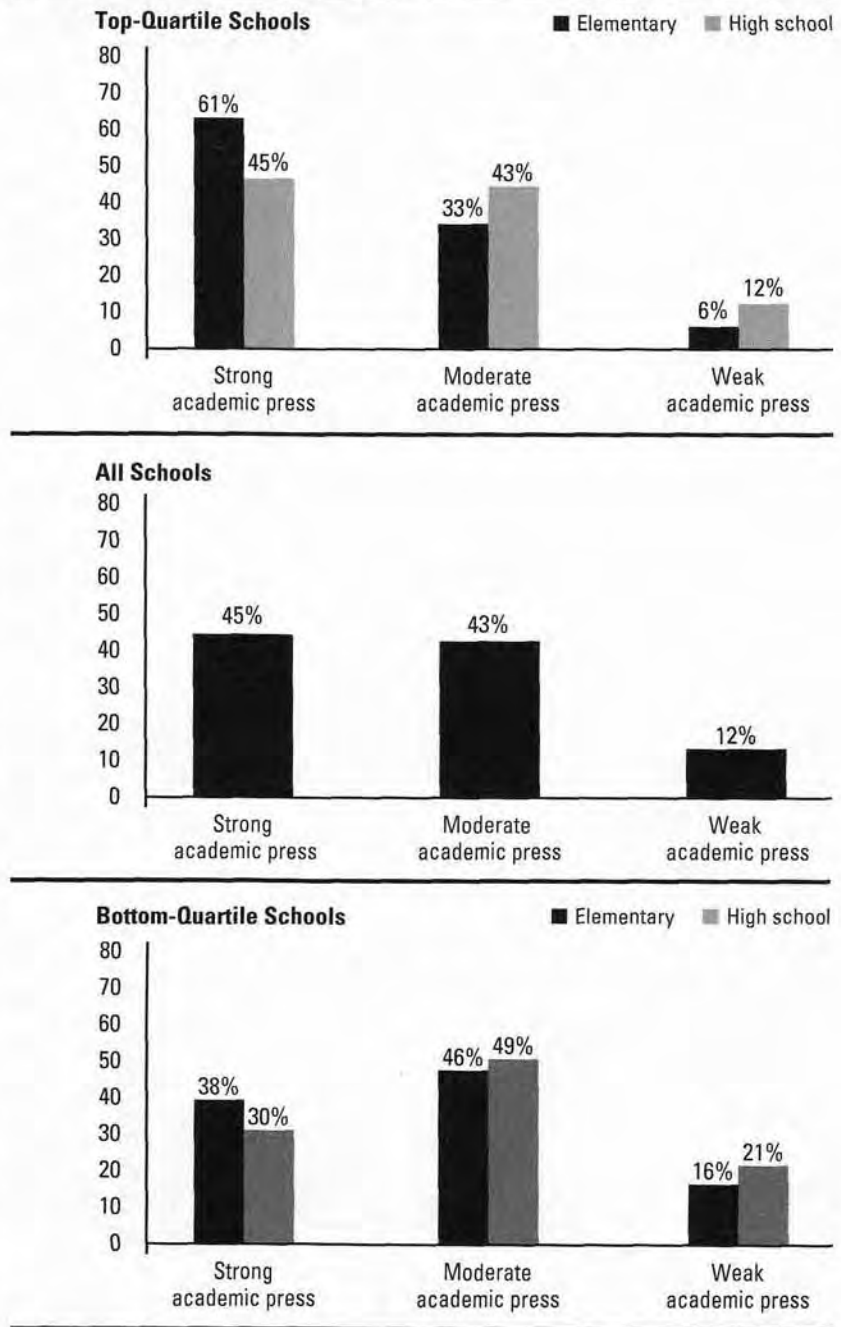 Top-Quartile Schools
Elementary High school
80
70
60
50
40
30
20
10
0
61%
45%
33%
43%
6%
12%
Strong
academic press
Moderate
academic press
Weak
academic press
All Schools
80
70
60
50
40
30
20
10
0
45%
43%
12%
Strong
academic press
Moderate
academic press
Weak
academic press
Bottom-Quartile Schools
Elementary High school
80
70
60
50
40
30
20
10
0
38%
30%
46%
49%
16%
21%
Strong
academic press
Moderate
academic press
Weak
academic press